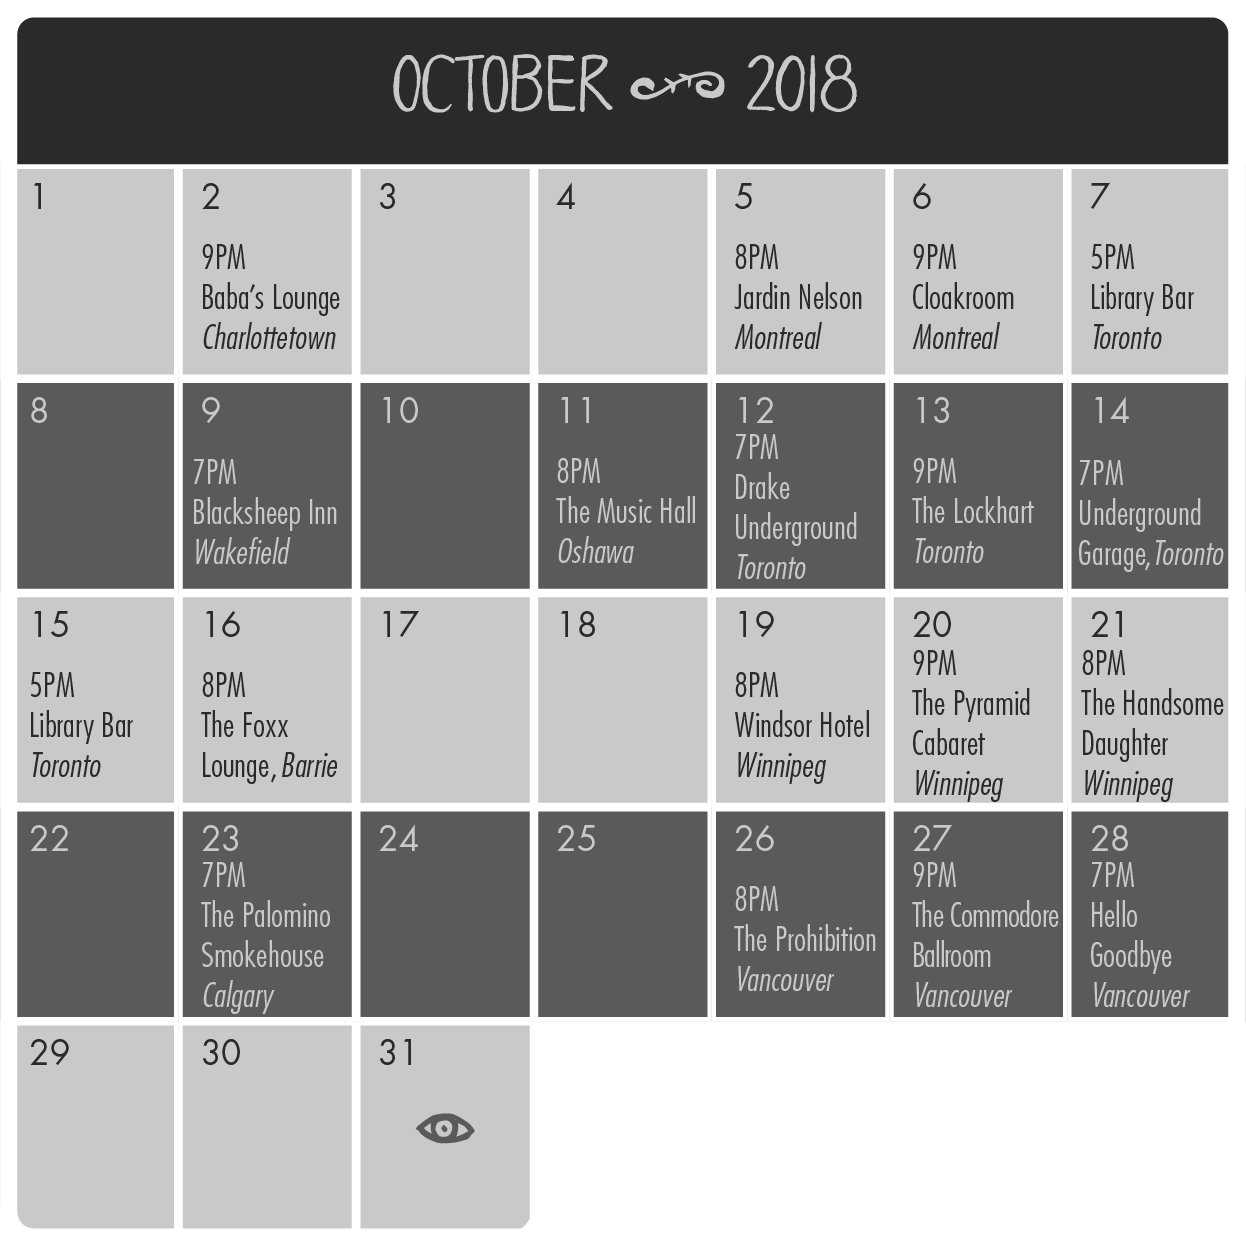 OCTOBER 2018
1
2
9PM
Baba's Lounge
Charlottetown
3
4
5
8PM
Jardin Nelson
Montreal
6
9PM
Cloakroom
Montreal
7
5PM
Library Bar
Toronto
8
9
7PM
Blacksheep Inn
Wakefield
10
11
8PM
The Music Hall
Oshawa
12
7PM
Drake
Underground
Toronto
13
9PM
The Lockhart
Toronto
14
7PM
Underground
Garage, Toronto
15
5PM
Library Bar
Toronto
16
8PM
The Foxx
Lounge, Barrie
17
18
19
8PM
Windsor Hotel
Winnipeg
20
9PM
The Pyramid
Cabaret
Winnipeg
21
8PM
The Handsome
Daughter
Winnipeg
22
23
7PM
The Palomino
Smokehouse
Calgary
24
25
26
8PM
The Prohibition
Vancouver
27
9PM
The Commodore
Ballroom
Vancouver
28
7PM
Hello
Goodbye
Vancouver
29
30
31